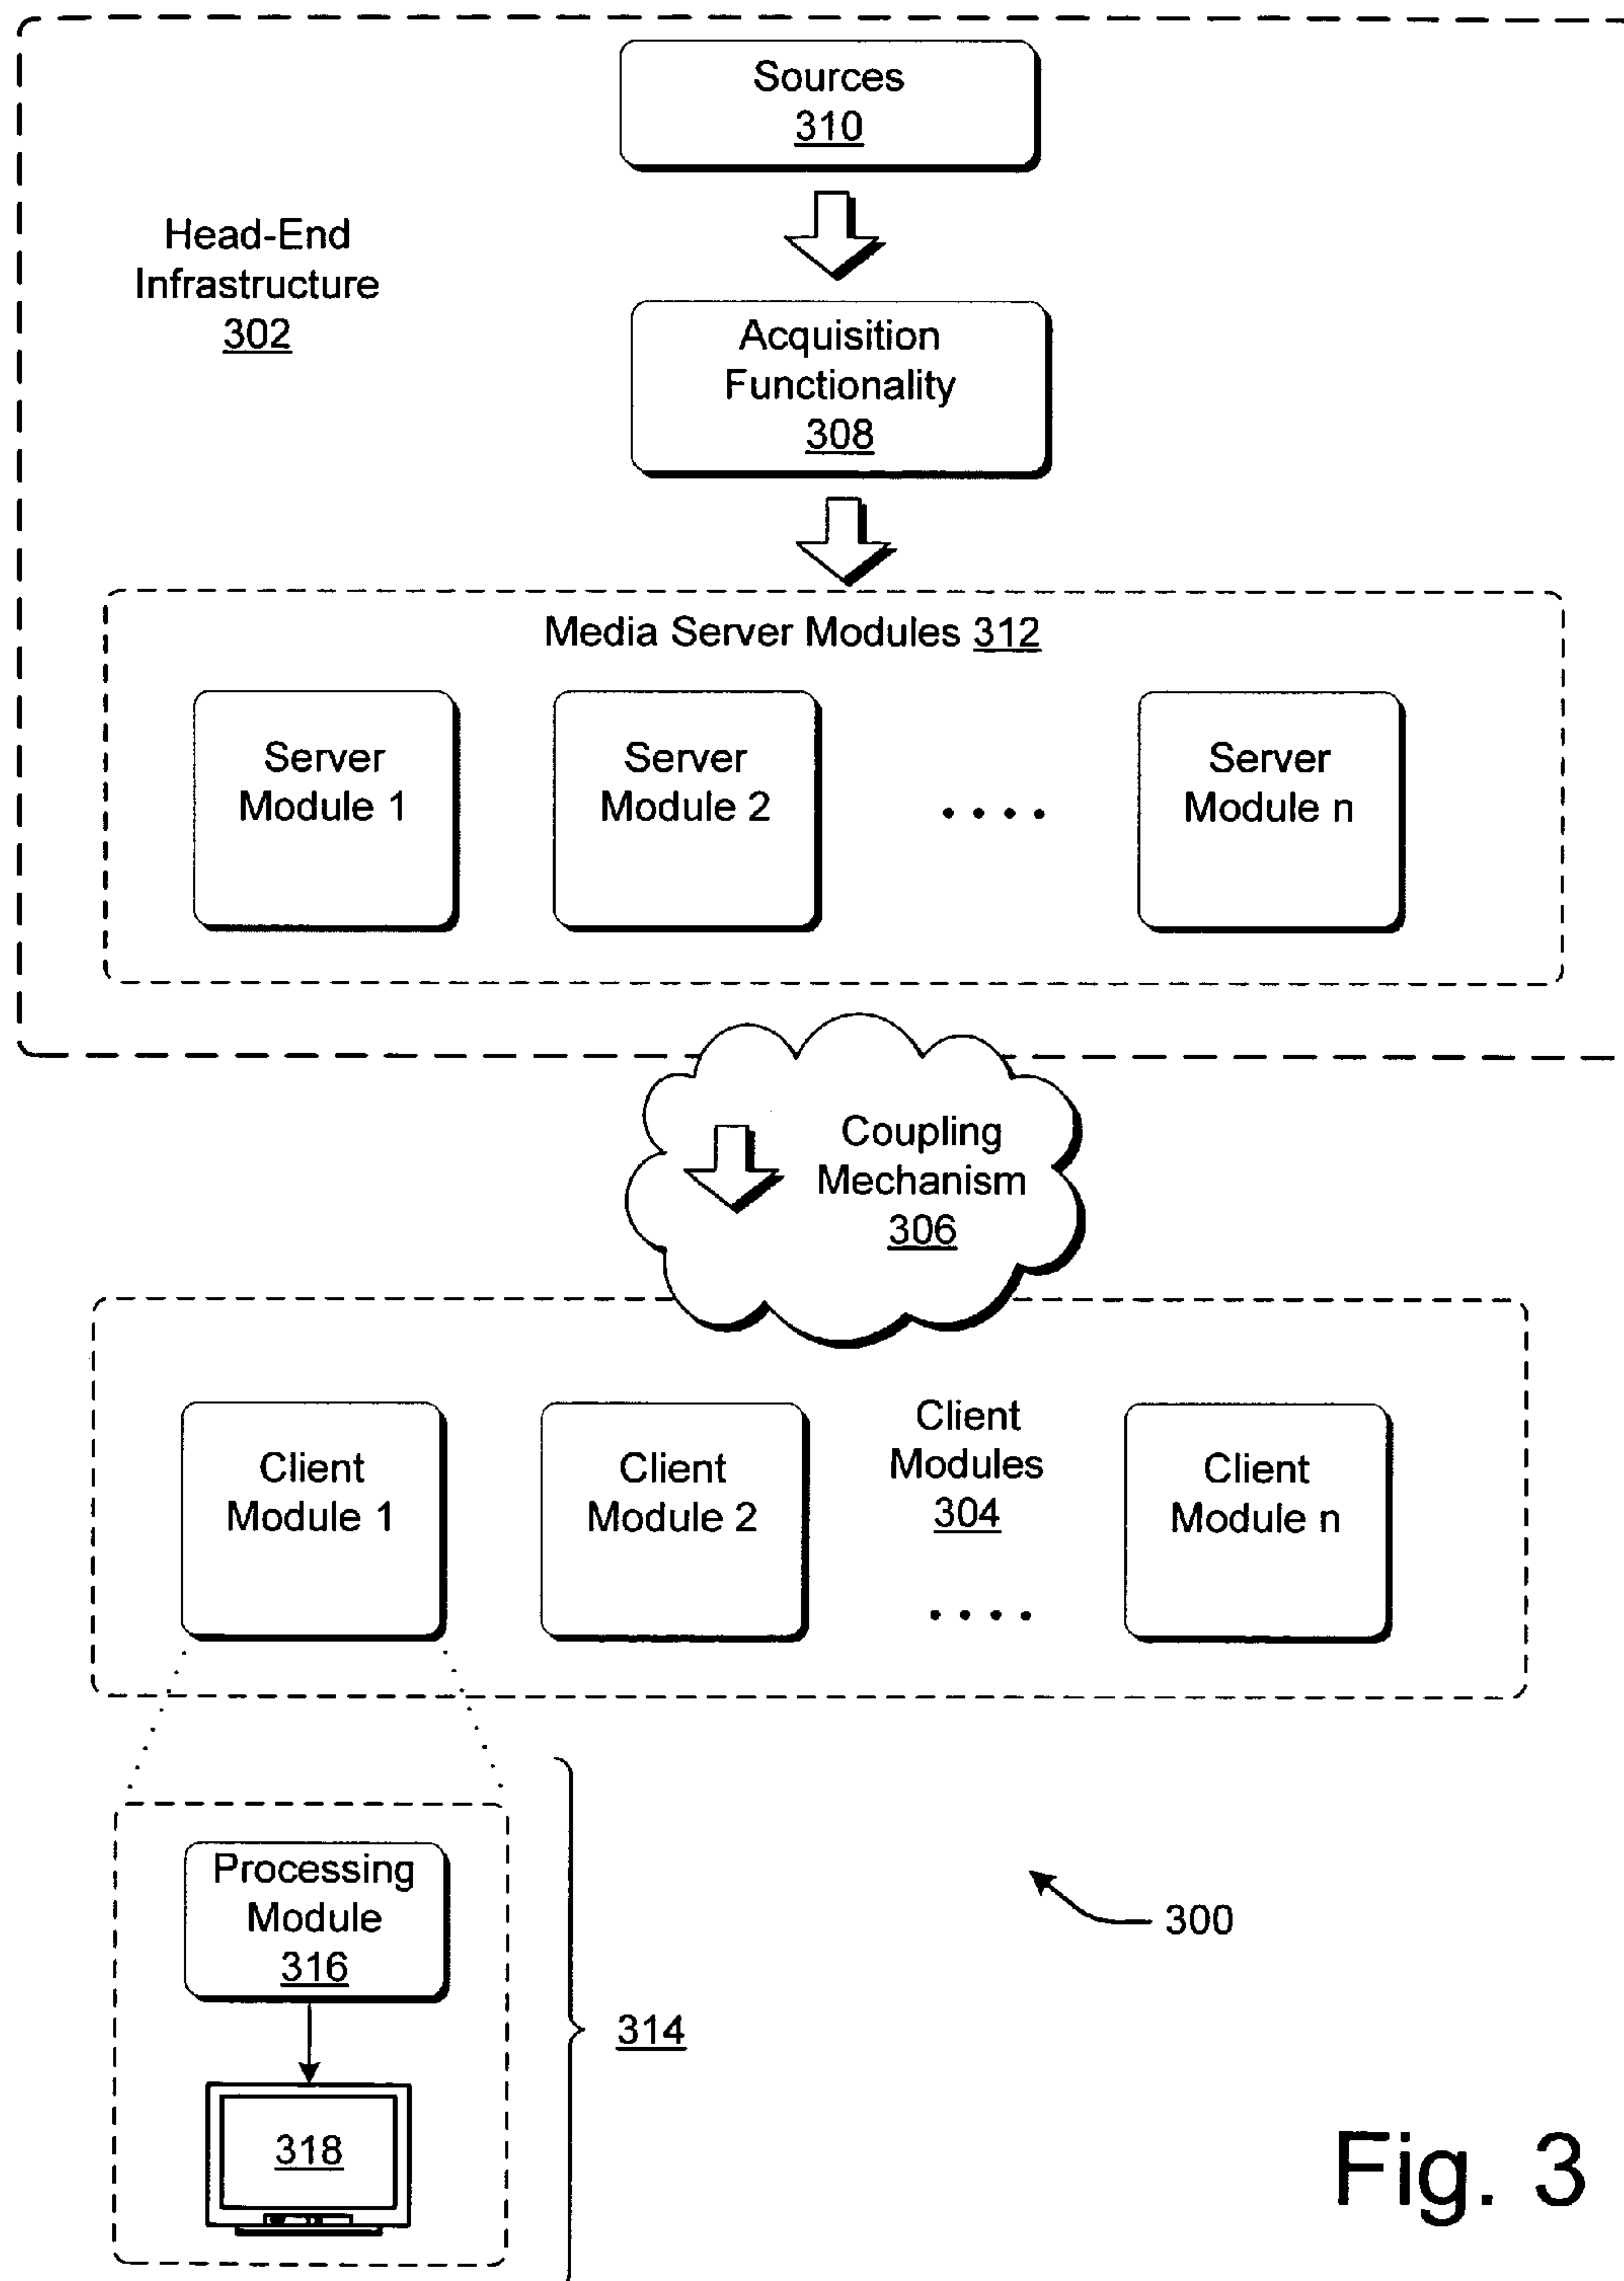 Sources
310
Head-End
Infrastructure
302
Acquisition
Functionality
308
Media Server Modules 312
Server
Module 1
Server
Module 2
. . . .
Server
Module n
Coupling
Mechanism
306
Client
Module 1
Client
Module 2
Client
Modules
304
. . . .
Client
Module n
Processing
Module
316
318
314
300
Fig. 3